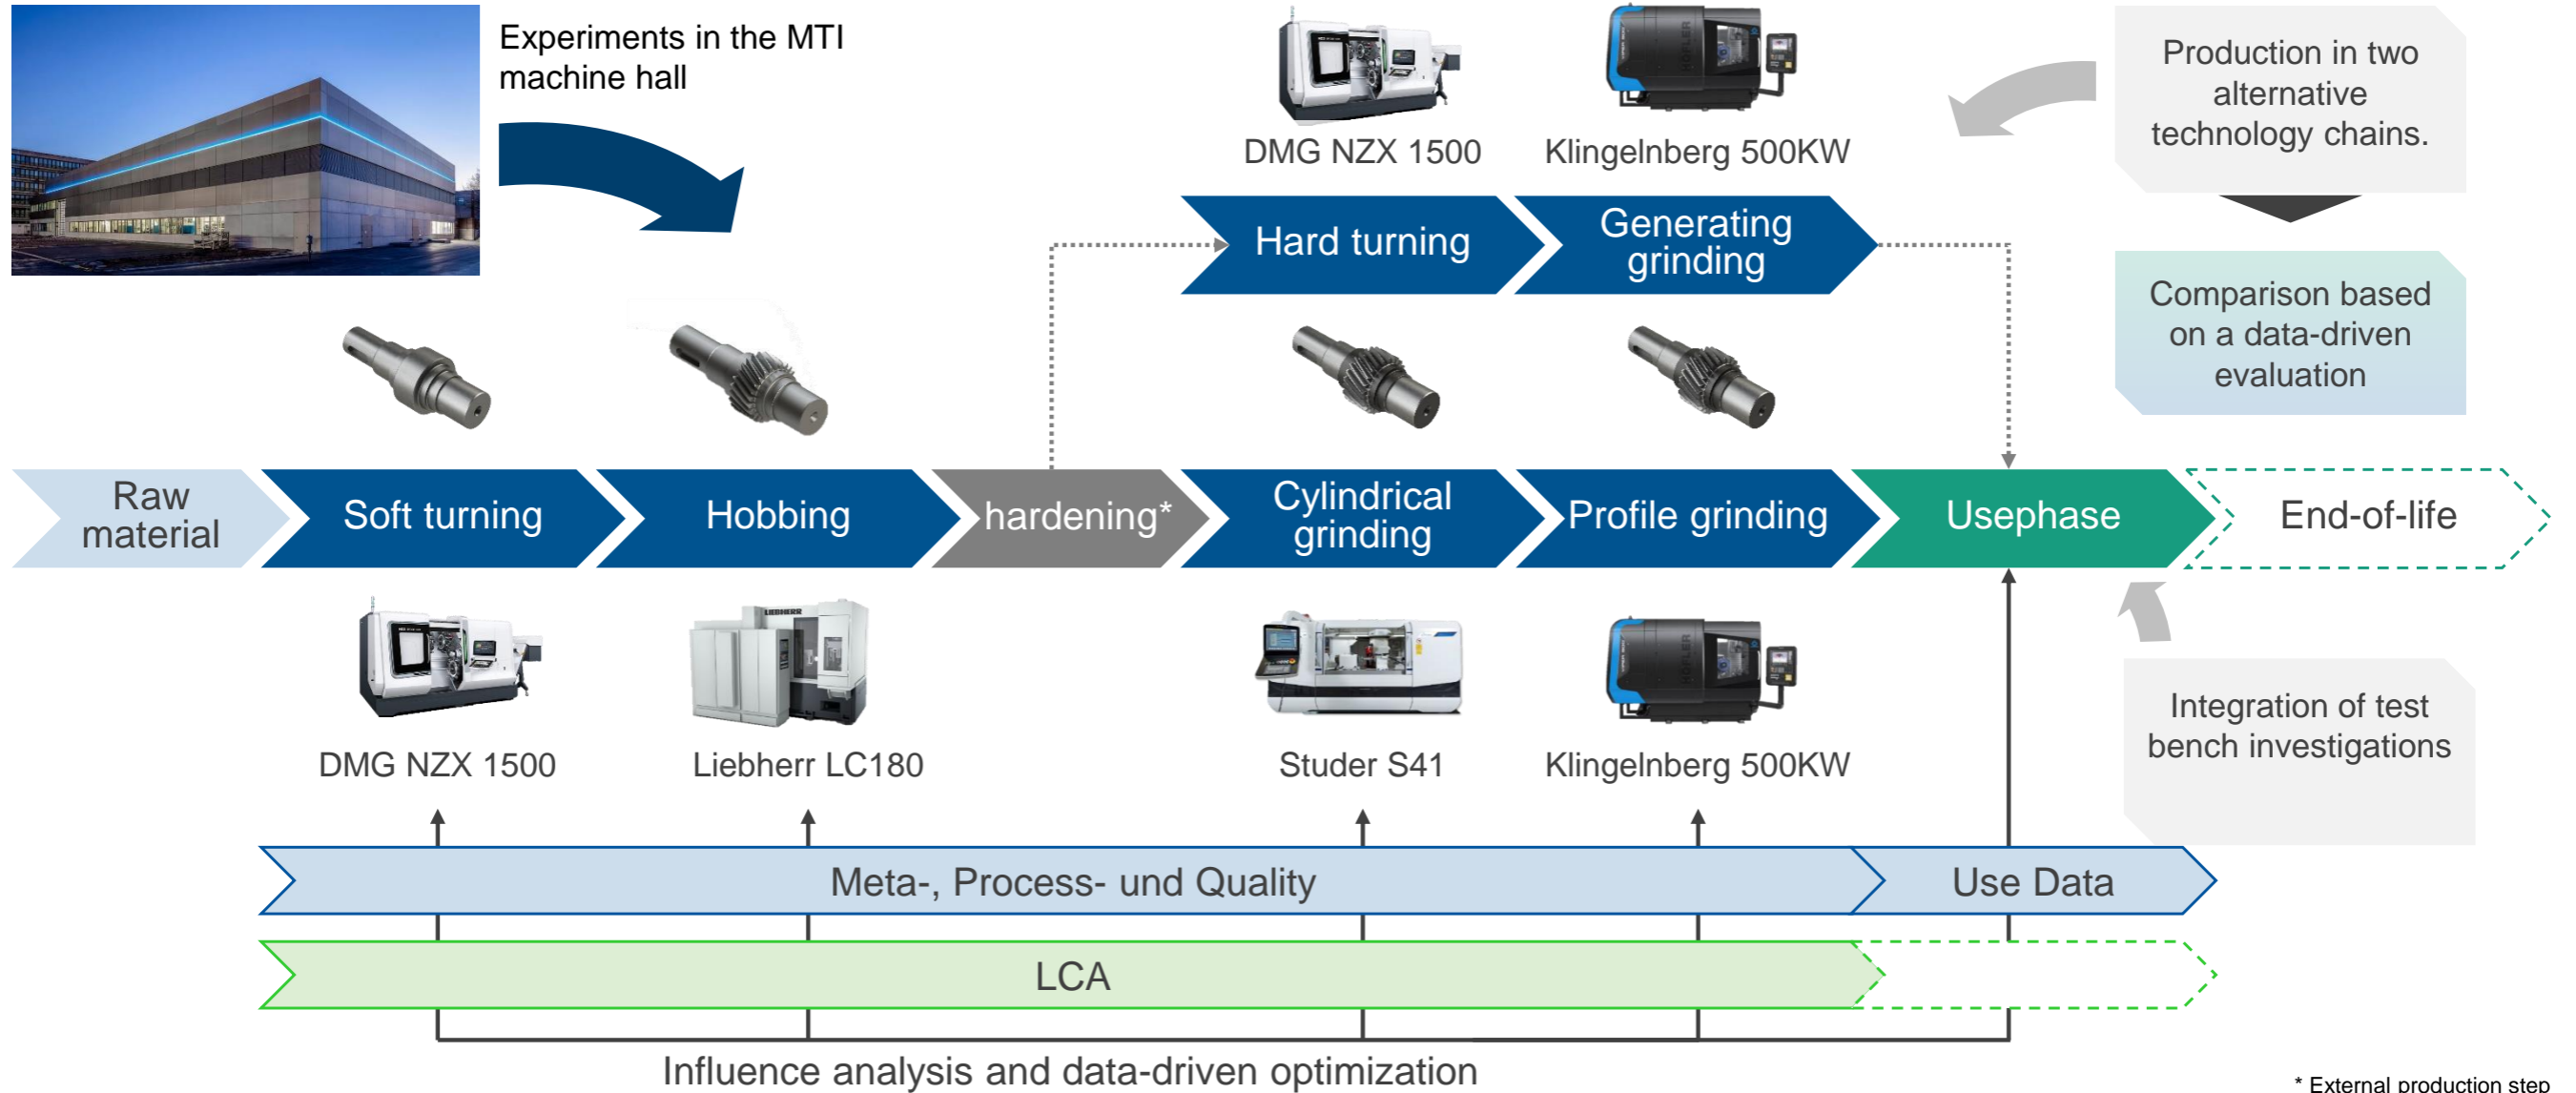 Experiments in the MTI
machine hall
DMG NZX 1500
Klingelnberg 500KW
Production in two
alternative
technology chains.
Hard turning
Generating
grinding
Comparison based
on a data-driven
evaluation
Raw
material
Soft turning
Hobbing
hardening*
Cylindrical
grinding
Profile grinding
Usephase
End-of-life
LIEBHERR
HÖFLER
HÖFLER
DMG NZX 1500
Liebherr LC180
Studer S41
Klingelnberg 500KW
Integration of test
bench investigations
Meta-, Process- und Quality
Use Data
LCA
Influence analysis and data-driven optimization
* External production step